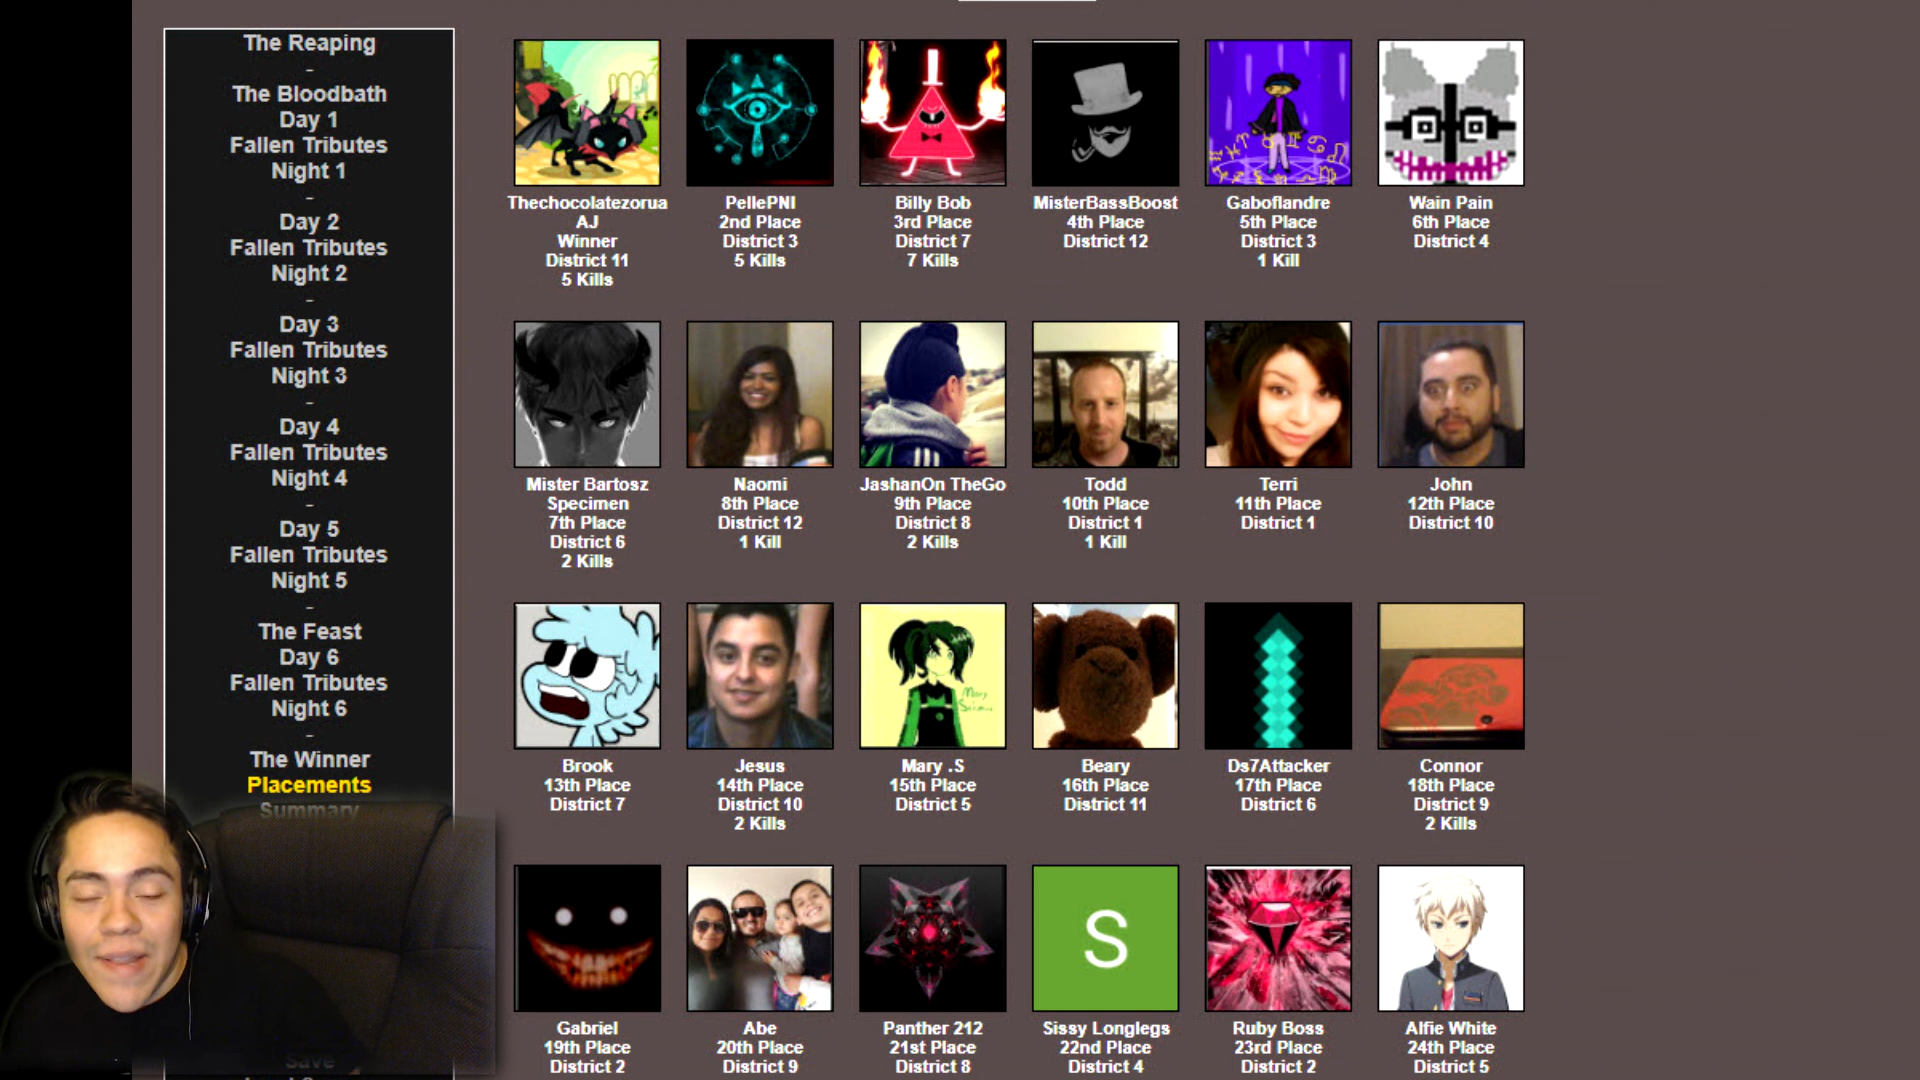 The Reaping
-
The Bloodbath
Day 1
Fallen Tributes
Night 1
-
Day 2
Fallen Tributes
Night 2
-
Day 3
Fallen Tributes
Night 3
-
Day 4
Fallen Tributes
Night 4
-
Day 5
Fallen Tributes
Night 5
-
The Feast
Day 6
Fallen Tributes
Night 6
-
The Winner
Placements
Summary
Save
Thechocolatezorua
AJ
Winner
District 11
5 Kills
PellePNI
2nd Place
District 3
5 Kills
Billy Bob
3rd Place
District 7
7 Kills
MisterBassBoost
4th Place
District 12
Gaboflandre
5th Place
District 3
1 Kill
Wain Pain
6th Place
District 4
Mister Bartosz
Specimen
7th Place
District 6
2 Kills
Naomi
8th Place
District 12
1 Kill
JashanOn TheGo
9th Place
District 8
2 Kills
Todd
10th Place
District 1
1 Kill
Terri
11th Place
District 1
John
12th Place
District 10
Brook
13th Place
District 7
Jesus
14th Place
District 10
2 Kills
Mary .S
15th Place
District 5
Beary
16th Place
District 11
Ds7Attacker
17th Place
District 6
Connor
18th Place
District 9
2 Kills
Gabriel
19th Place
District 2
Abe
20th Place
District 9
Panther 212
21st Place
District 8
S
Sissy Longlegs
22nd Place
District 4
Ruby Boss
23rd Place
District 2
Alfie White
24th Place
District 5